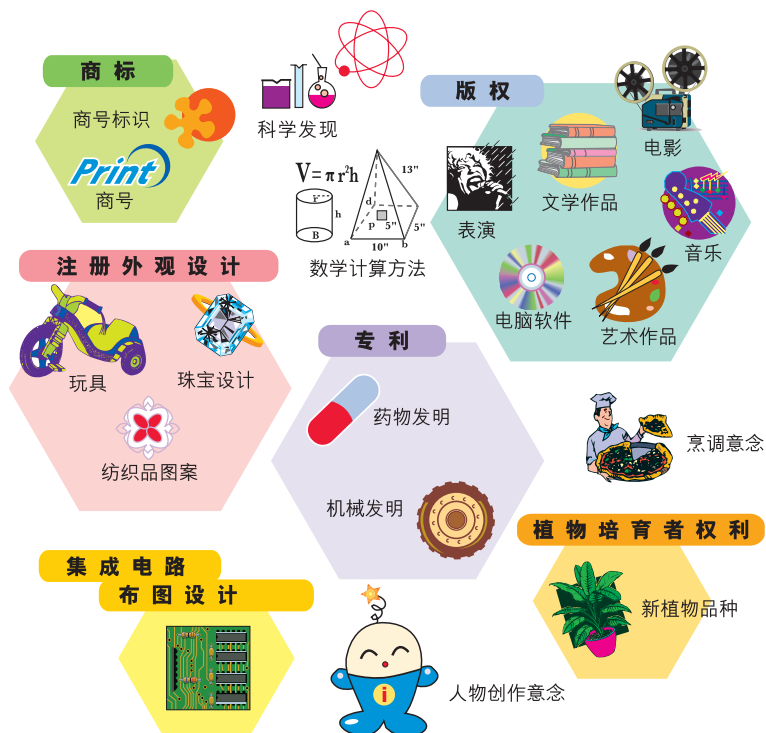 商标
商号标识
Print
商号
科学发现
V=πr²h
r
h
B
13"
d
p
5"
5"
a
10"
b
数学计算方法
版权
电影
文学作品
表演
音乐
电脑软件
艺术作品
注册外观设计
玩具
珠宝设计
纺织品图案
专利
药物发明
机械发明
烹调意念
植物培育者权利
新植物品种
集成电路
布图设计
i
人物创作意念